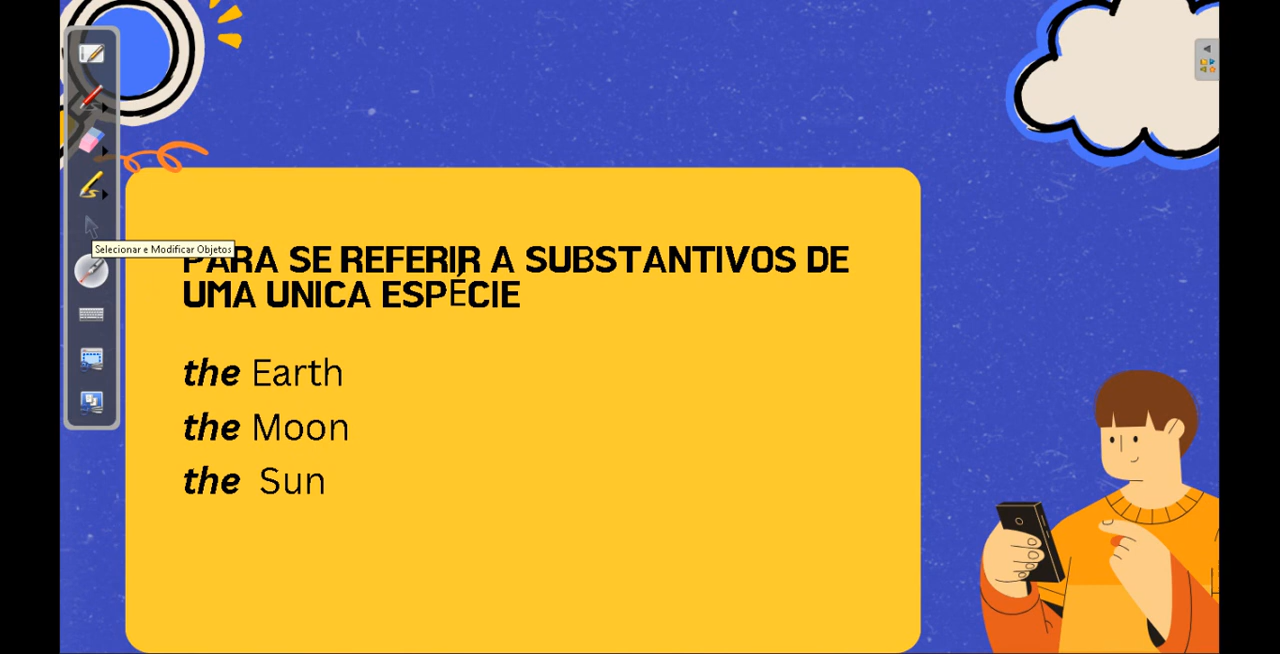 Selecionar e Modificar Objetos
PARA SE REFERIR A SUBSTANTIVOS DE
UMA UNICA ESPÉCIE
the Earth
the Moon
the Sun